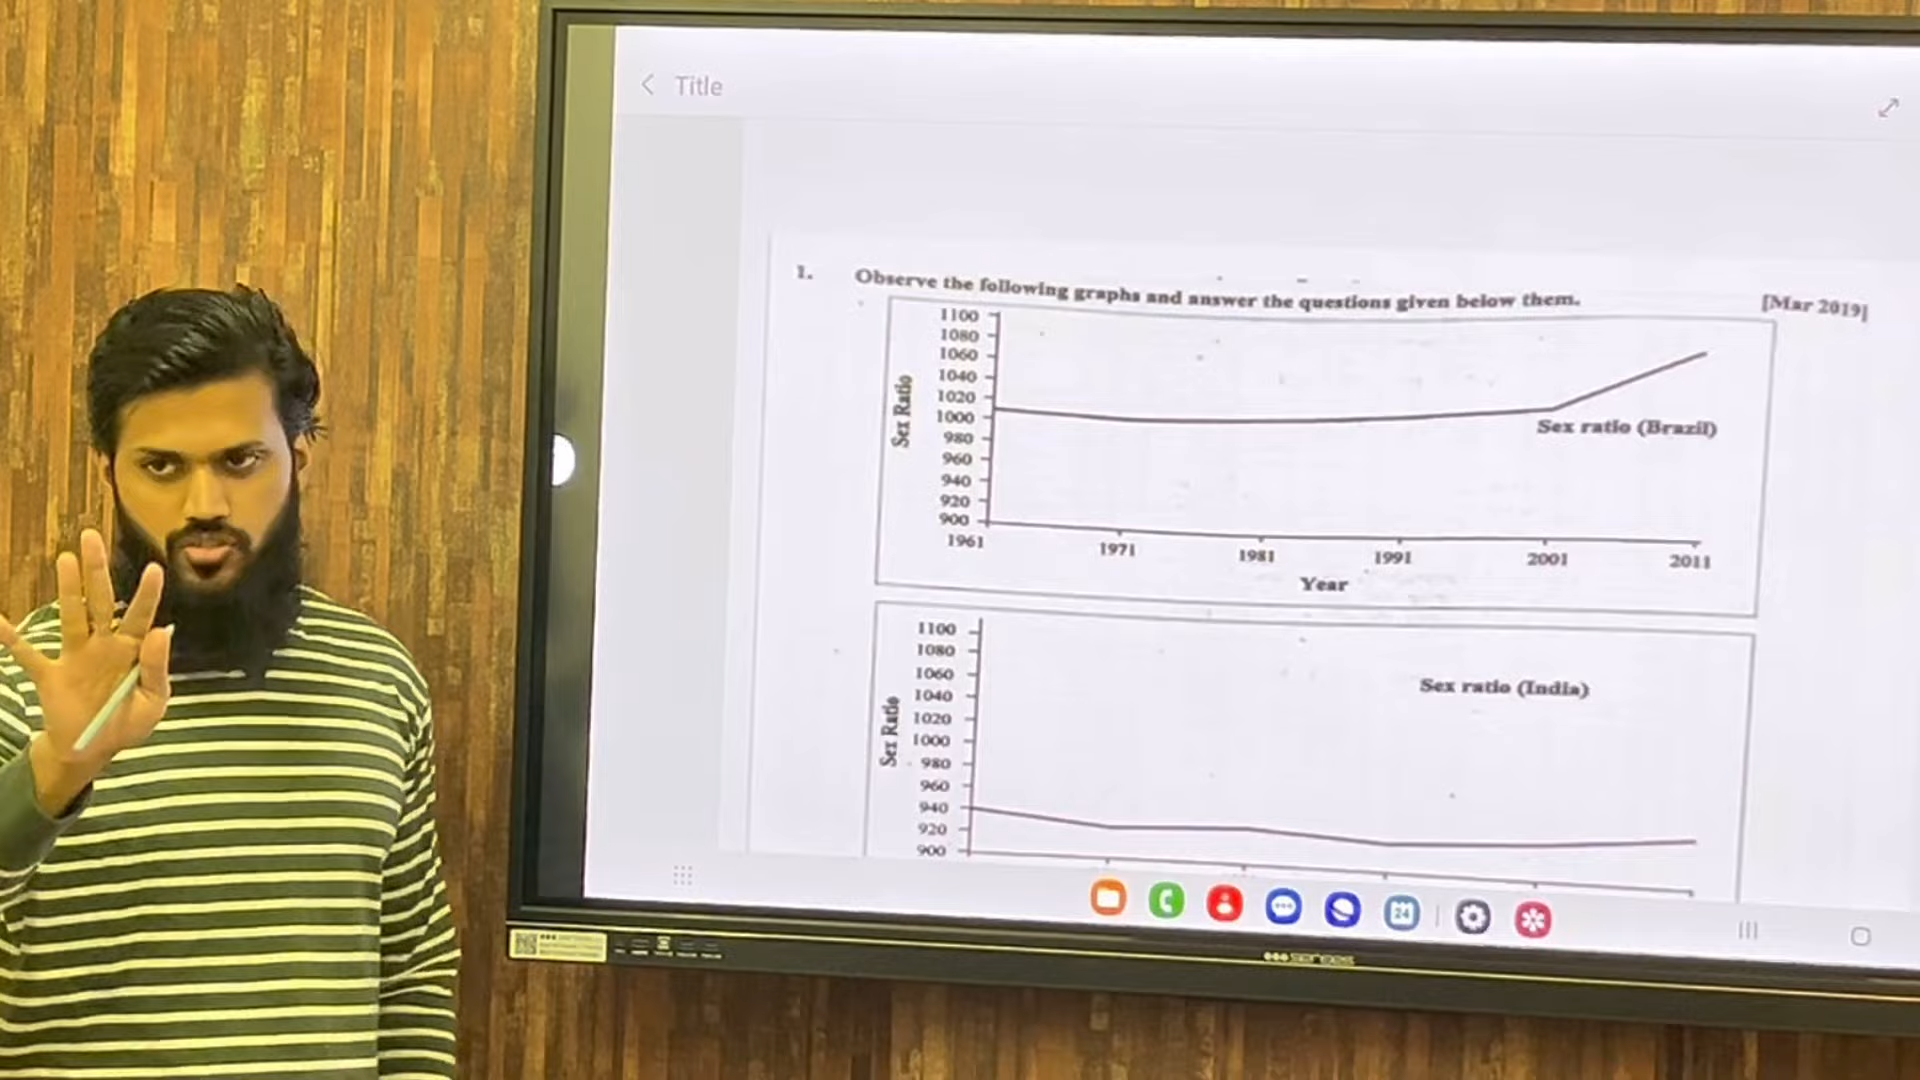 Title
1. Observe the following graphs and answer the questions given below them. [Mar 2019]
1100
1080
1060
1040
1020
1000
980
960
940
920
900
Sex Ratio
Sex ratio (Brazil)
1961 1971 1981 1991 2001 2011
Year
1100
1080
1060
1040
1020
1000
980
960
940
920
900
Sex Ratio
Sex ratio (India)
24